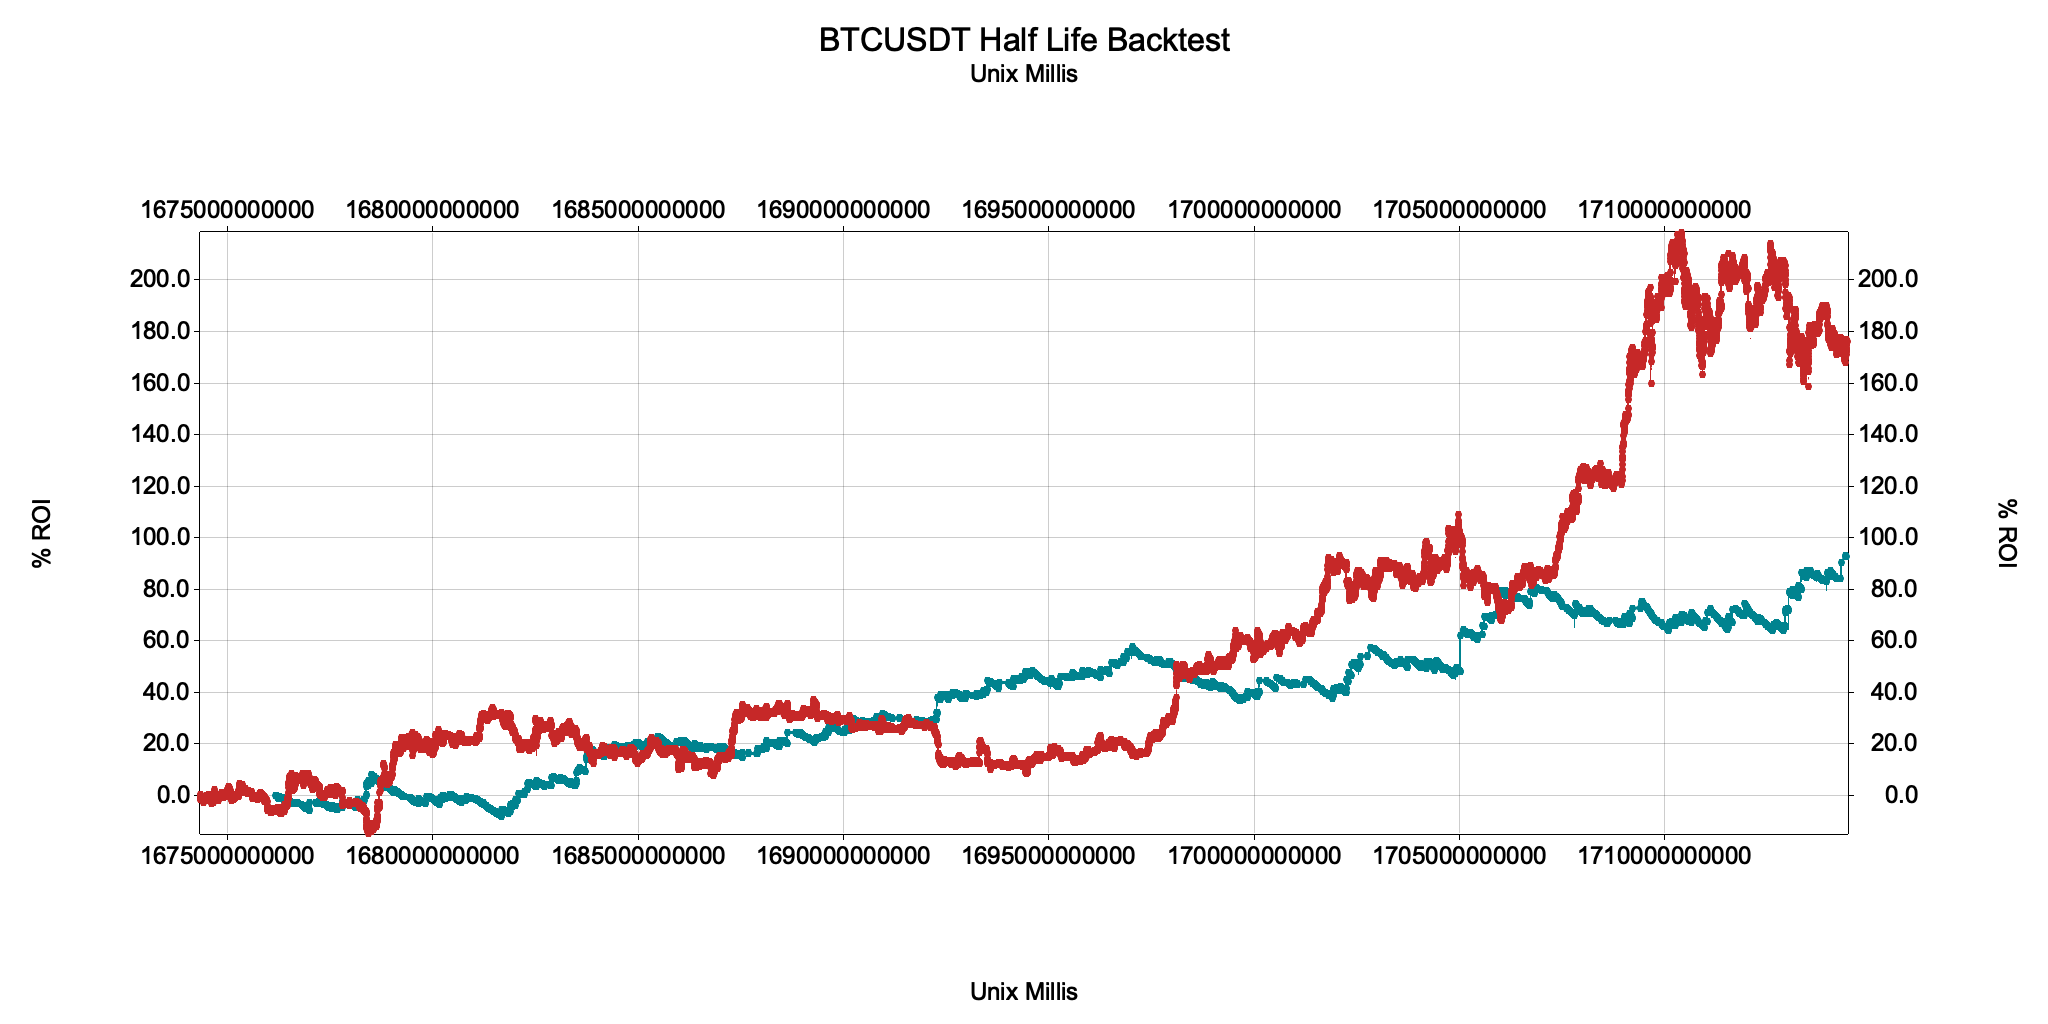 BTCUSDT Half Life Backtest
Unix Millis
1675000000000 1680000000000 1685000000000 1690000000000 1695000000000 1700000000000 1705000000000 1710000000000
200.0 200.0
180.0 180.0
160.0 160.0
140.0 140.0
120.0 120.0
100.0 100.0
80.0 80.0
60.0 60.0
40.0 40.0
20.0 20.0
0.0 0.0
% ROI
% ROI
1675000000000 1680000000000 1685000000000 1690000000000 1695000000000 1700000000000 1705000000000 1710000000000
Unix Millis